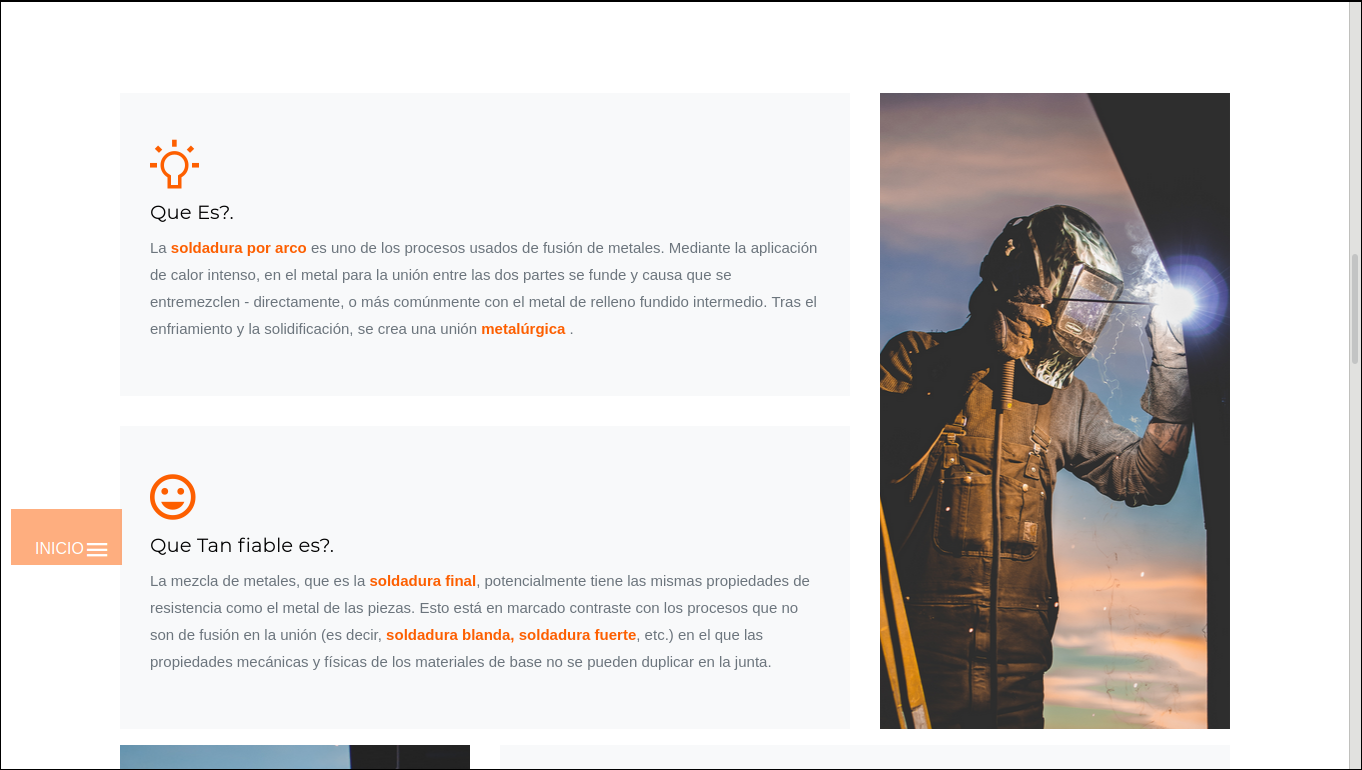 Que Es?.
La soldadura por arco es uno de los procesos usados de fusión de metales. Mediante la aplicación
de calor intenso, en el metal para la unión entre las dos partes se funde y causa que se
entremezclen - directamente, o más comúnmente con el metal de relleno fundido intermedio. Tras el
enfriamiento y la solidificación, se crea una unión metalúrgica .
INICIO
Que Tan fiable es?.
La mezcla de metales, que es la soldadura final, potencialmente tiene las mismas propiedades de
resistencia como el metal de las piezas. Esto está en marcado contraste con los procesos que no
son de fusión en la unión (es decir, soldadura blanda, soldadura fuerte, etc.) en el que las
propiedades mecánicas y físicas de los materiales de base no se pueden duplicar en la junta.